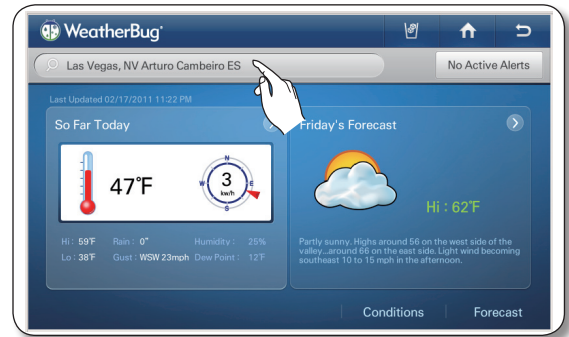 WeatherBug®
Las Vegas, NV Arturo Cambeiro ES
No Active Alerts
Last Updated 02/17/2011 11:22 PM
So Far Today
47°F
N
W
E
S
3
kw/h
Hi : 59°F Rain : 0" Humidity : 25%
Lo : 38°F Gust : WSW 23mph Dew Point : 12°F
Friday's Forecast
Hi : 62°F
Partly sunny. Highs around 56 on the west side of the
valley...around 66 on the east side. Light wind becoming
southeast 10 to 15 mph in the afternoon.
Conditions
Forecast